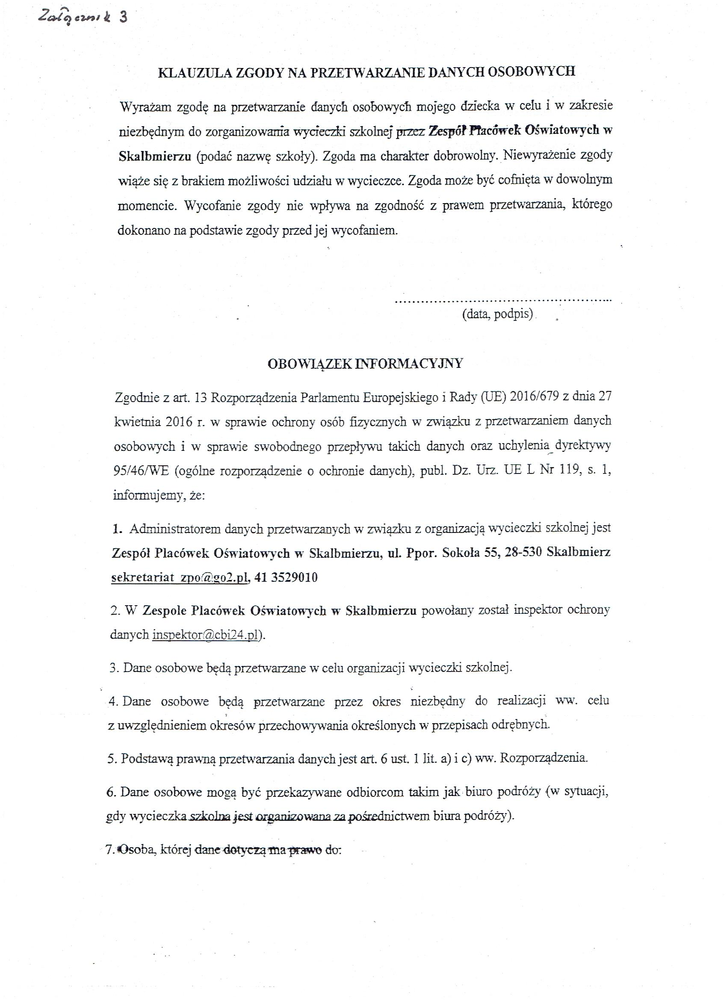 Załącznik 3
KLAUZULA ZGODY NA PRZETWARZANIE DANYCH OSOBOWYCH
Wyrażam zgodę na przetwarzanie danych osobowych mojego dziecka w celu i w zakresie
niezbędnym do zorganizowania wycieczki szkolnej przez Zespół Placówek Oświatowych w
Skalbmierzu (podać nazwę szkoły). Zgoda ma charakter dobrowolny. Niewyrażenie zgody
wiąże się z brakiem możliwości udziału w wycieczce. Zgoda może być cofnięta w dowolnym
momencie. Wycofanie zgody nie wpływa na zgodność z prawem przetwarzania, którego
dokonano na podstawie zgody przed jej wycofaniem.
..................................................
(data, podpis)
OBOWIĄZEK INFORMACYJNY
Zgodnie z art. 13 Rozporządzenia Parlamentu Europejskiego i Rady (UE) 2016/679 z dnia 27
kwietnia 2016 r. w sprawie ochrony osób fizycznych w związku z przetwarzaniem danych
osobowych i w sprawie swobodnego przepływu takich danych oraz uchylenia dyrektywy
95/46/WE (ogólne rozporządzenie o ochronie danych), publ. Dz. Urz. UE L Nr 119, s. 1,
informujemy, że:
1. Administratorem danych przetwarzanych w związku z organizacją wycieczki szkolnej jest
Zespół Placówek Oświatowych w Skalbmierzu, ul. Ppor. Sokoła 55, 28-530 Skalbmierz
sekretariat_zpo@go2.pl, 41 3529010
2. W Zespole Placówek Oświatowych w Skalbmierzu powołany został inspektor ochrony
danych inspektor@cbi24.pl).
3. Dane osobowe będą przetwarzane w celu organizacji wycieczki szkolnej.
4. Dane osobowe będą przetwarzane przez okres niezbędny do realizacji ww. celu
z uwzględnieniem okresów przechowywania określonych w przepisach odrębnych.
5. Podstawą prawną przetwarzania danych jest art. 6 ust. 1 lit. a) i c) ww. Rozporządzenia.
6. Dane osobowe mogą być przekazywane odbiorcom takim jak biuro podróży (w sytuacji,
gdy wycieczka szkolna jest organizowana za pośrednictwem biura podróży).
7. Osoba, której dane dotyczą ma prawo do: